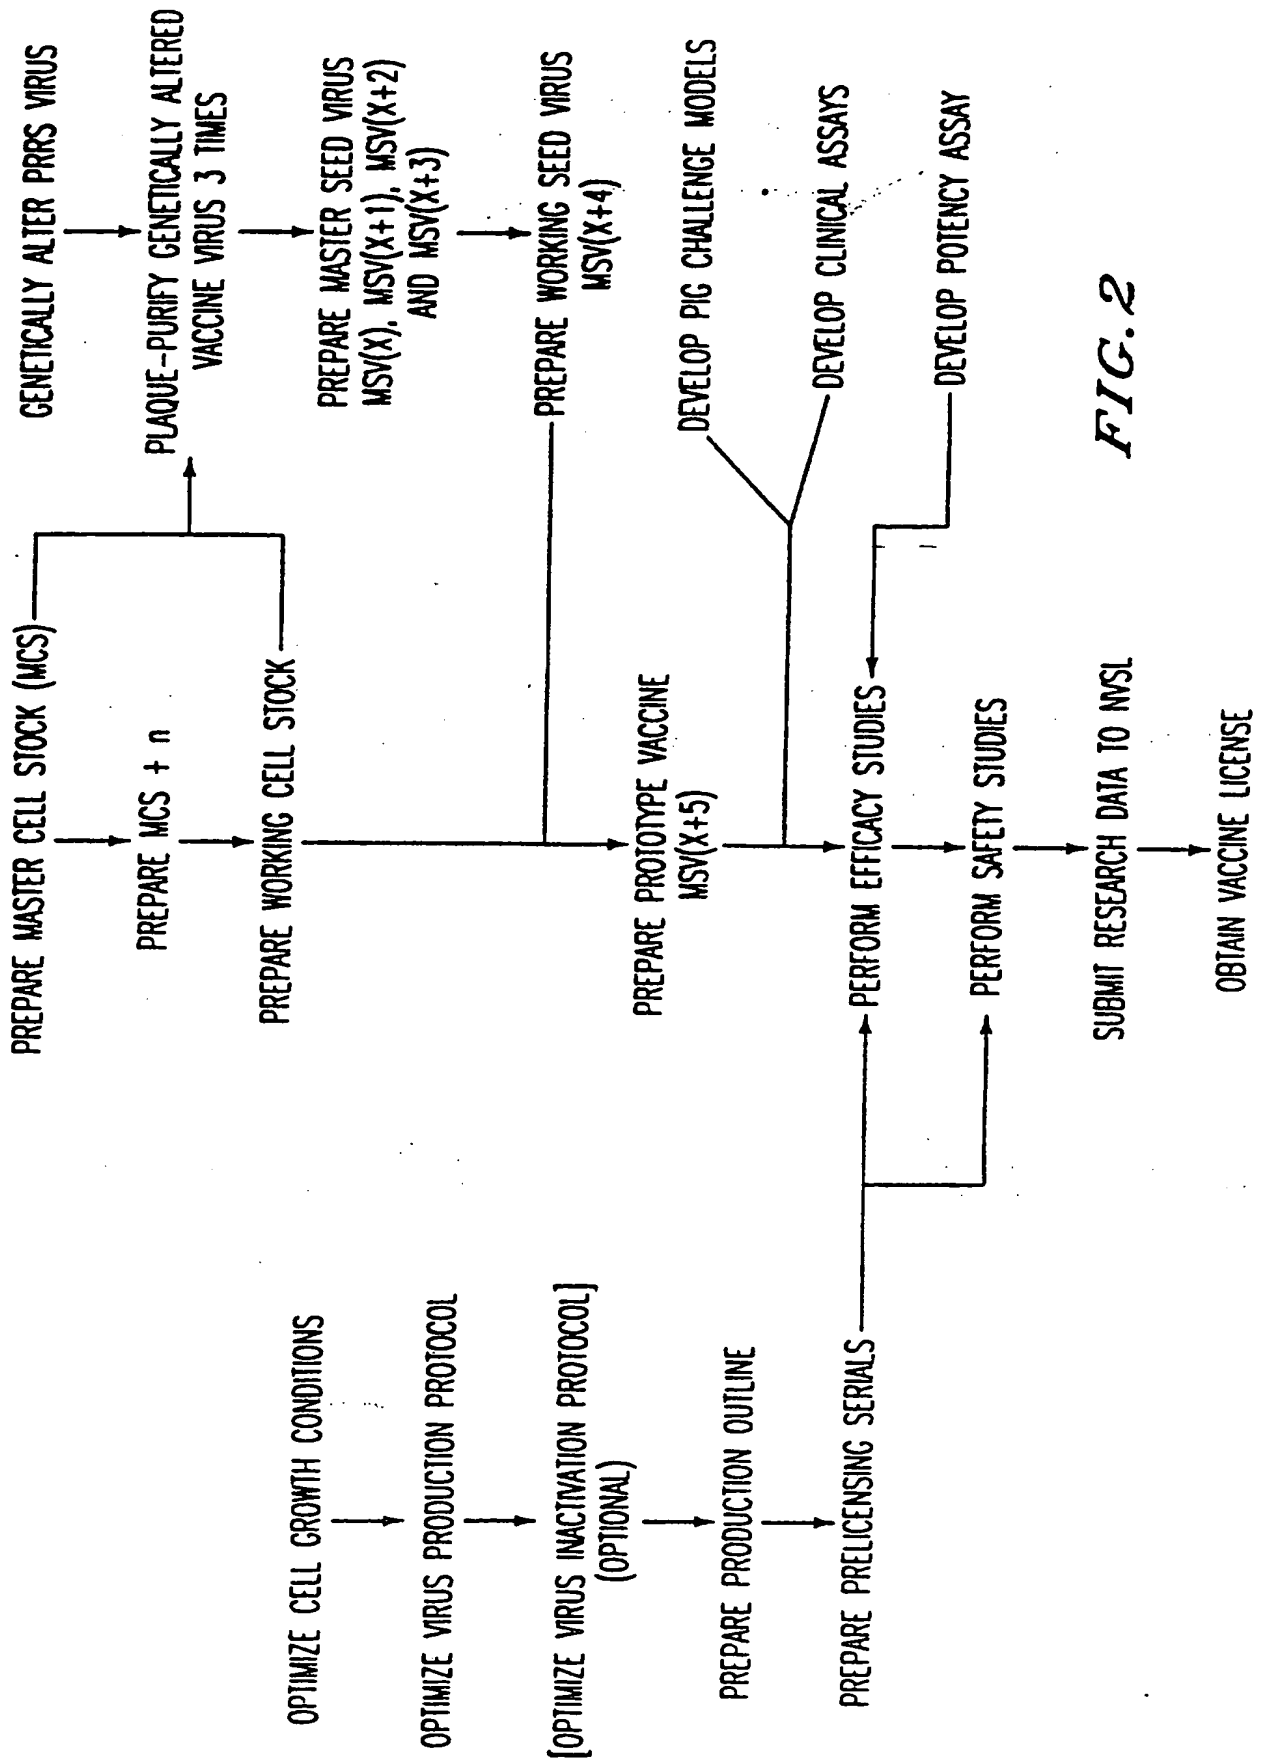 PREPARE MASTER CELL STOCK (MCS)
PREPARE MCS + n
PREPARE WORKING CELL STOCK
GENETICALLY ALTER PRRS VIRUS
PLAQUE-PURIFY GENETICALLY ALTERED
VACCINE VIRUS 3 TIMES
PREPARE MASTER SEED VIRUS
MSV(X), MSV(X+1), MSV(X+2)
AND MSV(X+3)
PREPARE WORKING SEED VIRUS
MSV(X+4)
OPTIMIZE CELL GROWTH CONDITIONS
OPTIMIZE VIRUS PRODUCTION PROTOCOL
[OPTIMIZE VIRUS INACTIVATION PROTOCOL]
(OPTIONAL)
PREPARE PRODUCTION OUTLINE
PREPARE PRELICENSING SERIALS
PREPARE PROTOTYPE VACCINE
MSV(X+5)
DEVELOP PIG CHALLENGE MODELS
DEVELOP CLINICAL ASSAYS
DEVELOP POTENCY ASSAY
PERFORM EFFICACY STUDIES
PERFORM SAFETY STUDIES
SUBMIT RESEARCH DATA TO NVSL
OBTAIN VACCINE LICENSE
FIG. 2